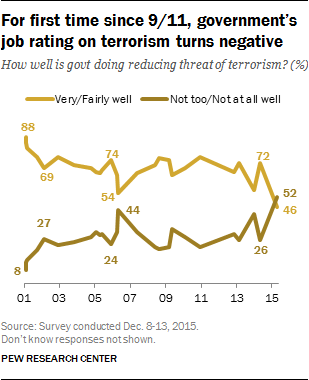 For first time since 9/11, government's
job rating on terrorism turns negative
How well is govt doing reducing threat of terrorism? (%)
Very/Fairly well Not too/Not at all well
88
74
72
69
54
52
46
44
27
24
26
8
01 03 05 07 09 11 13 15
Source: Survey conducted Dec. 8-13, 2015.
Don't know responses not shown.
PEW RESEARCH CENTER